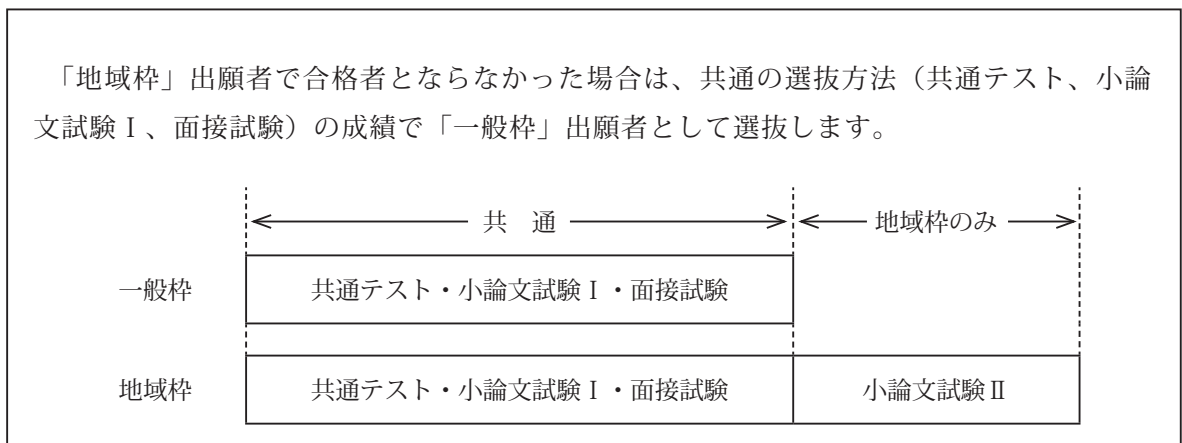 「地域枠」出願者で合格者とならなかった場合は、共通の選抜方法（共通テスト、小論
文試験Ⅰ、面接試験）の成績で「一般枠」出願者として選抜します。
共　通
地域枠のみ
一般枠
共通テスト・小論文試験Ⅰ・面接試験
地域枠
共通テスト・小論文試験Ⅰ・面接試験
小論文試験Ⅱ